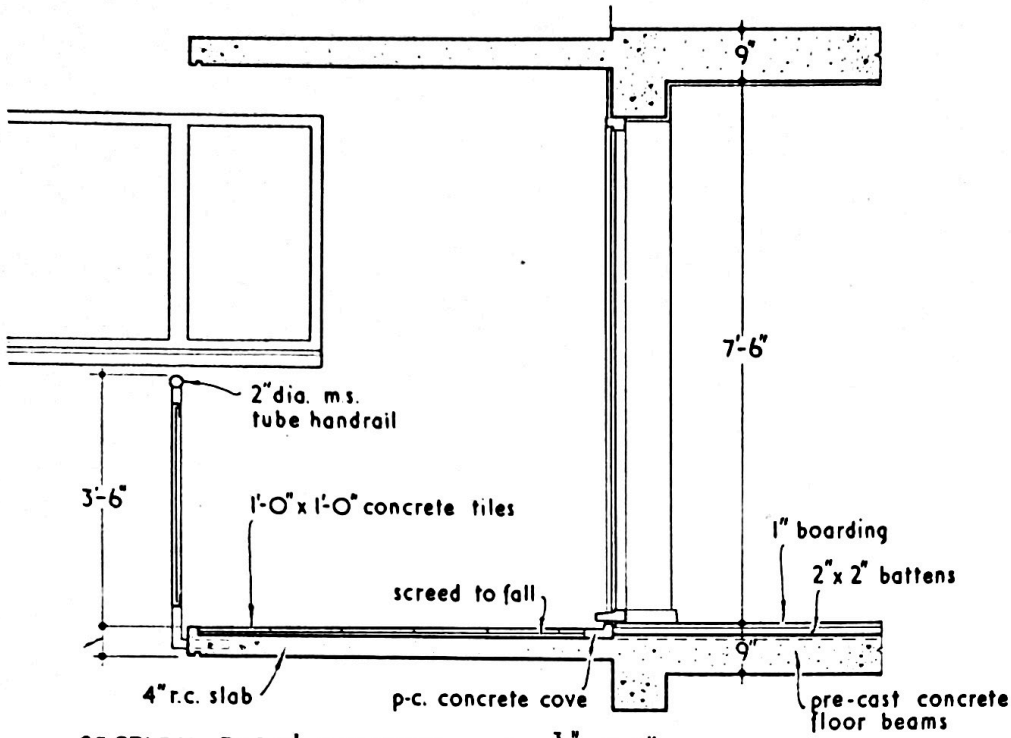 9"
7'-6"
2" dia. m.s.
tube handrail
3'-6"
1'-0" x 1'-0" concrete tiles
1" boarding
2" x 2" battens
screed to fall
9"
4" r.c. slab
p-c. concrete cove
pre-cast concrete
floor beams